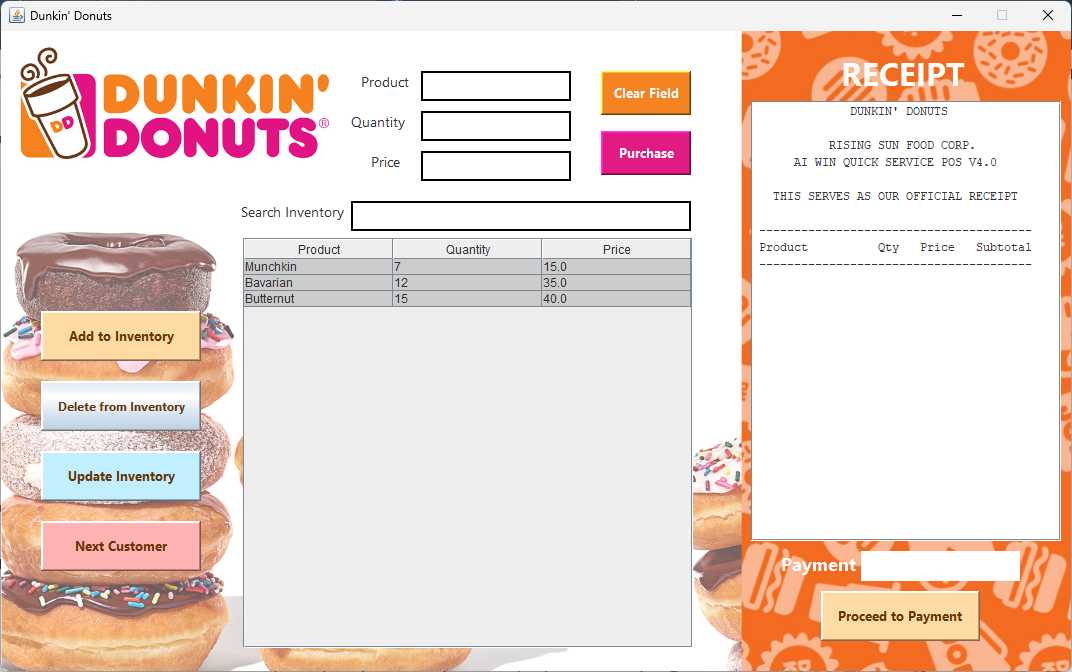 Dunkin' Donuts
DUNKIN'
DONUTS®
DD
Product
Quantity
Price
Clear Field
Purchase
Search Inventory
Product Quantity Price
Munchkin 7 15.0
Bavarian 12 35.0
Butternut 15 40.0
Add to Inventory
Delete from Inventory
Update Inventory
Next Customer
RECEIPT
DUNKIN' DONUTS
RISING SUN FOOD CORP.
AI WIN QUICK SERVICE POS V4.0
THIS SERVES AS OUR OFFICIAL RECEIPT
---------------------------------------
Product Qty Price Subtotal
---------------------------------------
Payment
Proceed to Payment